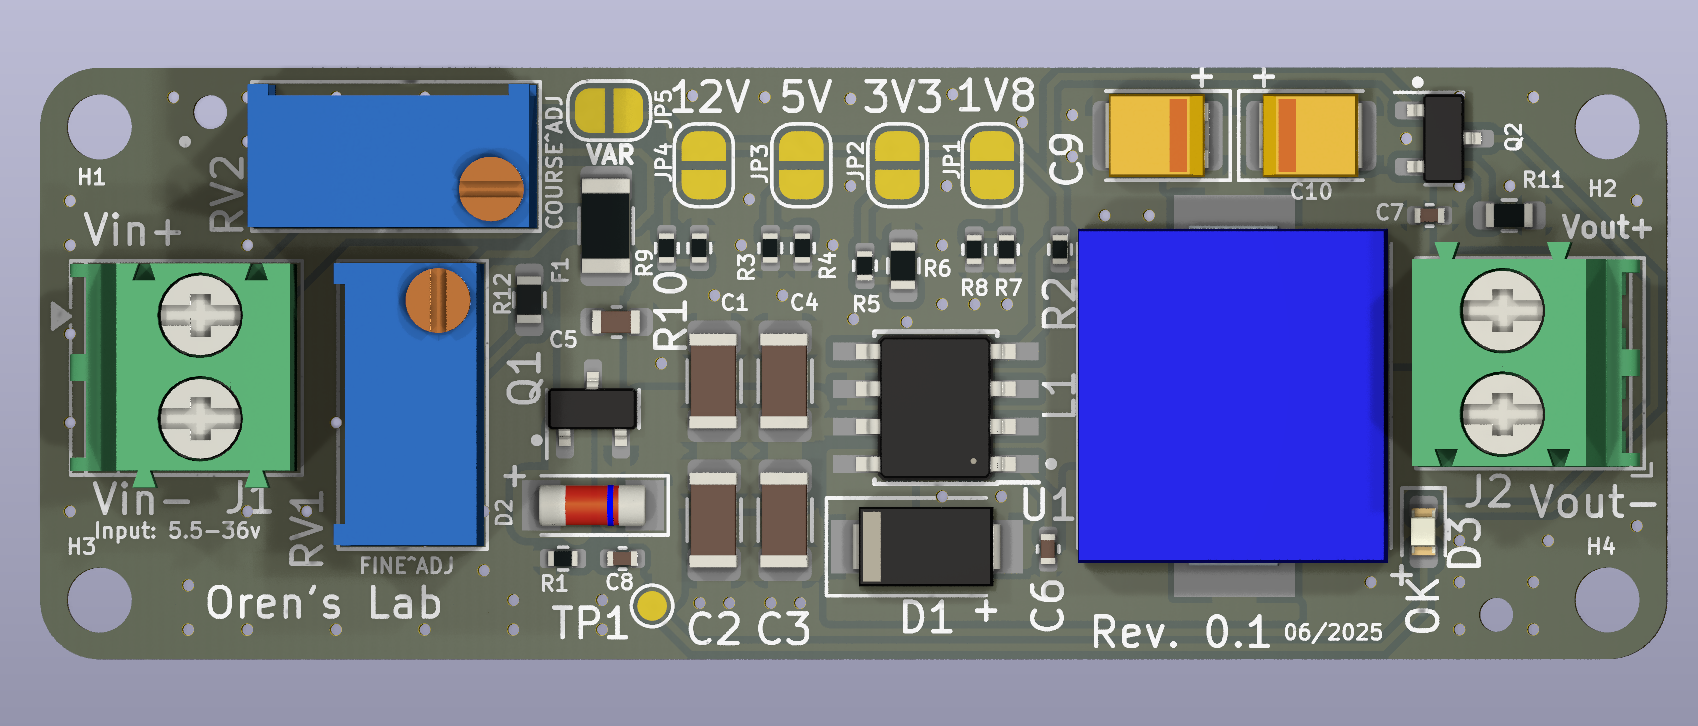 12V 5V 3V3 1V8
JP5
COURSE^ADJ
VAR
JP4 JP3 JP2 JP1
C9
C10
Q2
H1
RV2
R11
H2
C7
Vin+
Vout+
F1
R9
R3
R4
R5
R6
R8 R7
R2
R12
R10
C1
C4
C5
Q1
L1
+
D2
U1
Vin- J1
Input: 5.5-36v
H3
RV1
FINE^ADJ
J2
Vout-
D3
H4
R1
C8
Oren's Lab
TP1
C2 C3
D1 +
C6
Rev. 0.1 06/2025
+
OK